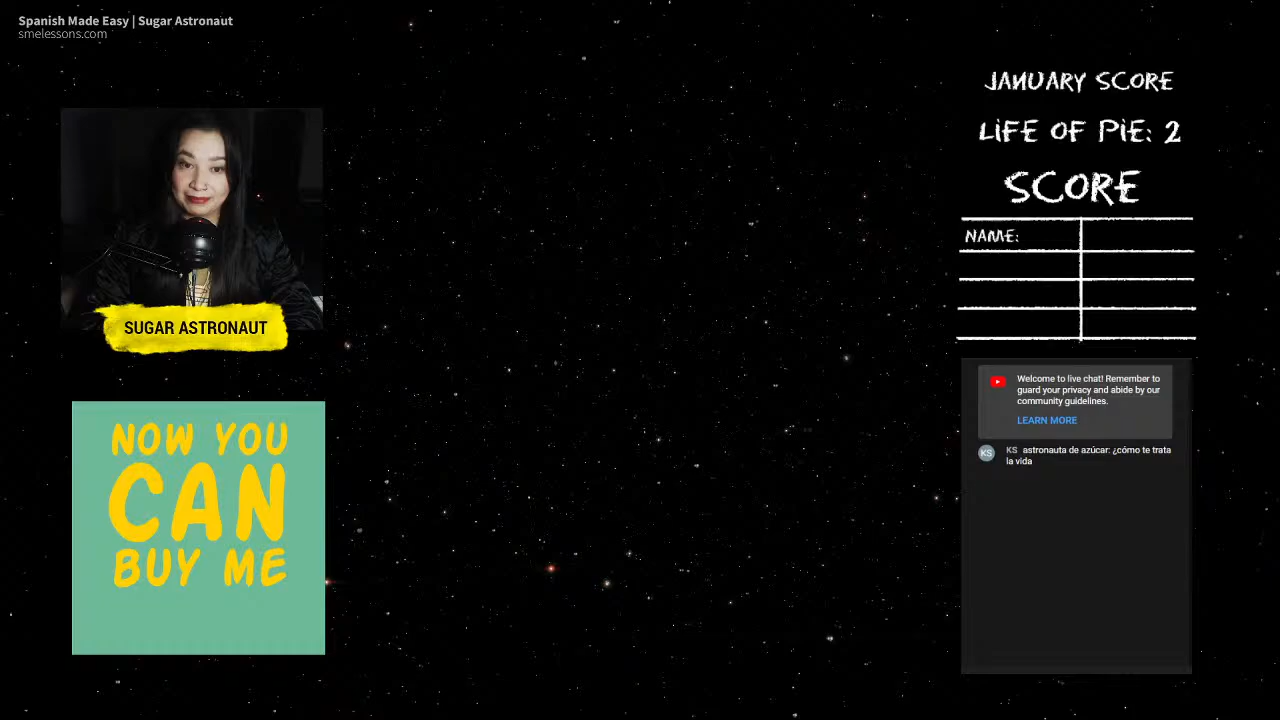 Spanish Made Easy | Sugar Astronaut
smelessons.com
SUGAR ASTRONAUT
NOW YOU
CAN
BUY ME
JANUARY SCORE
LIFE OF PIE: 2
SCORE
NAME:
Welcome to live chat! Remember to
guard your privacy and abide by our
community guidelines.
LEARN MORE
KS KS astronauta de azúcar: ¿cómo te trata
la vida